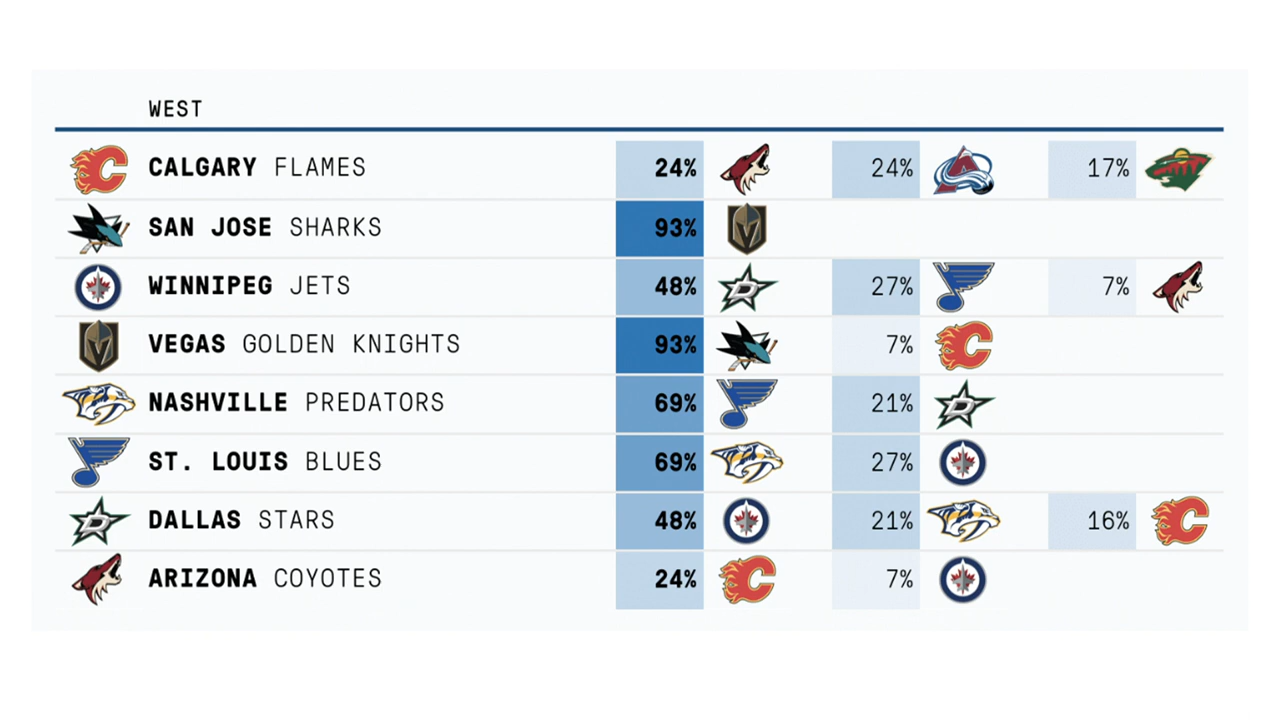 WEST
CALGARY FLAMES 24% 24% 17%
SAN JOSE SHARKS 93%
WINNIPEG JETS 48% 27% 7%
VEGAS GOLDEN KNIGHTS 93% 7%
NASHVILLE PREDATORS 69% 21%
ST. LOUIS BLUES 69% 27%
DALLAS STARS 48% 21% 16%
ARIZONA COYOTES 24% 7%